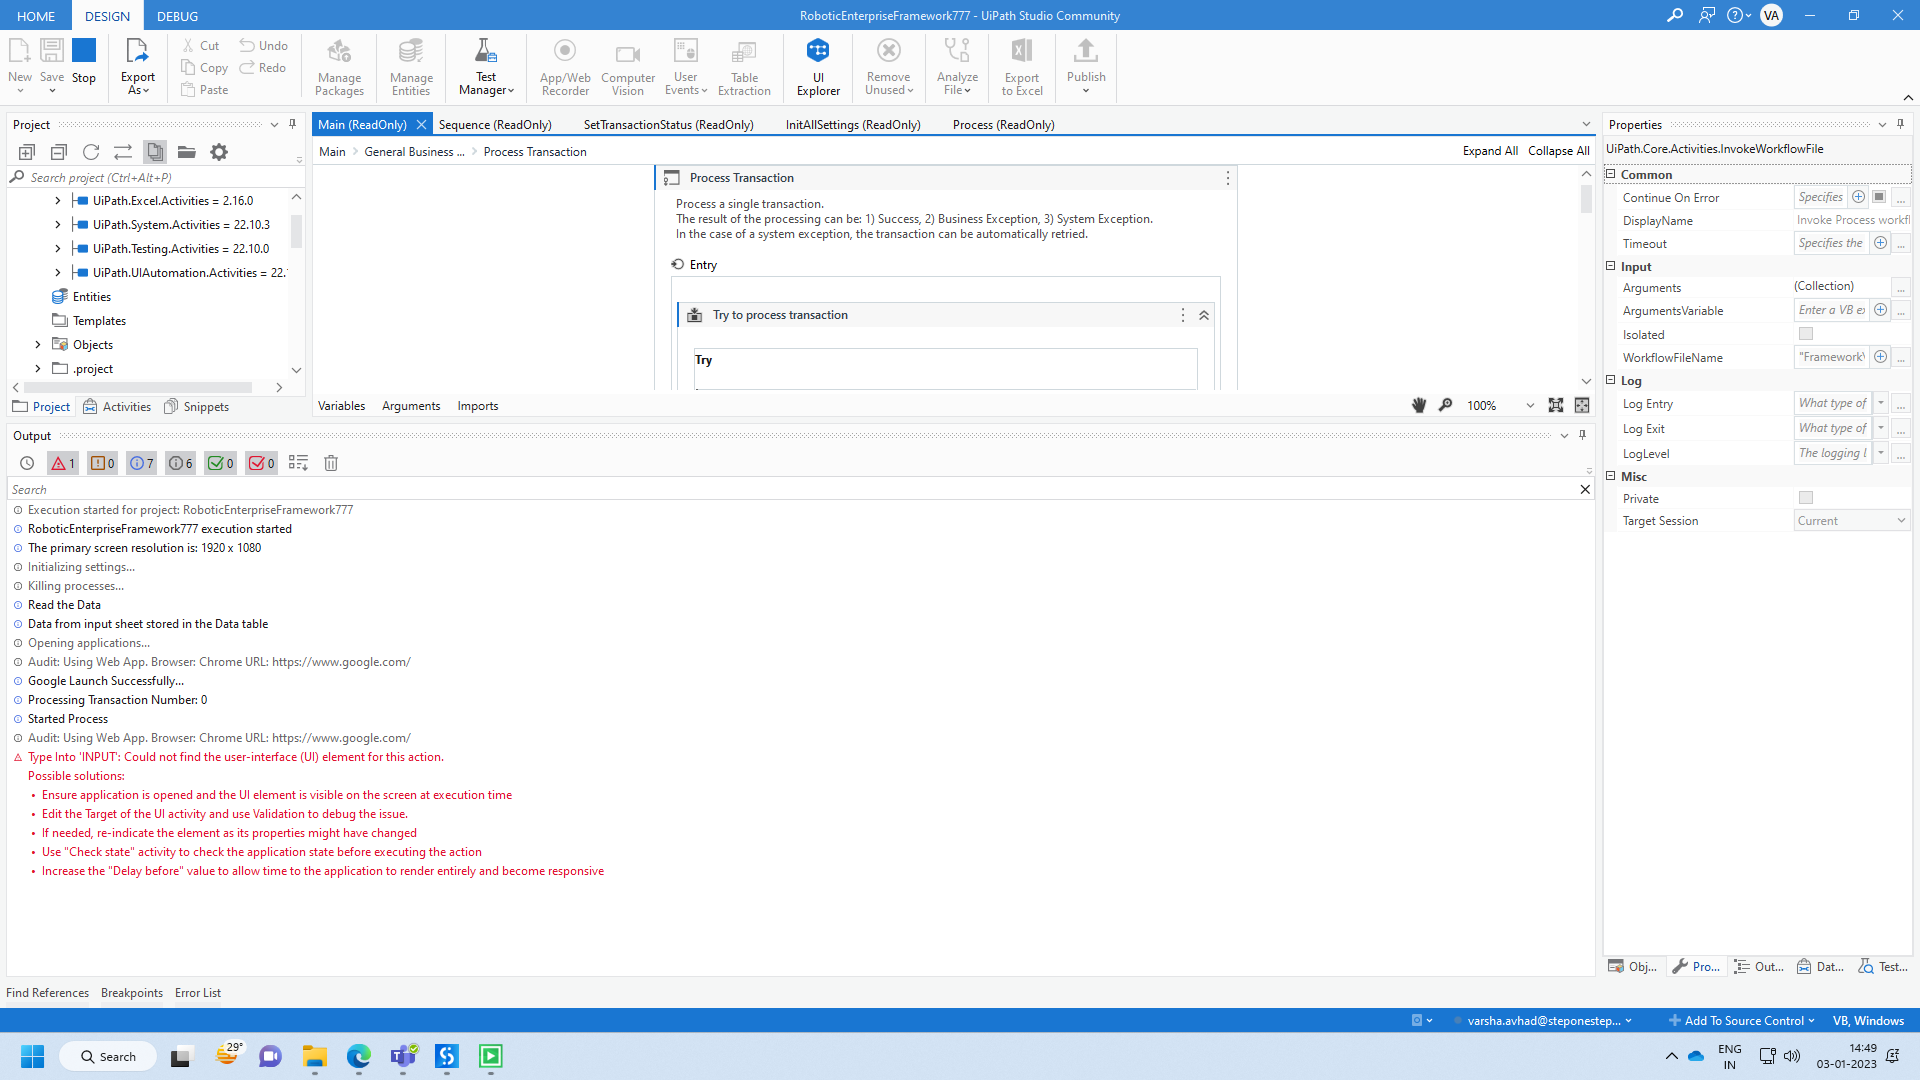 HOME
DESIGN
DEBUG
RoboticEnterpriseFramework777 - UiPath Studio Community
VA
New
Save
Stop
Export As
Cut
Copy
Paste
Undo
Redo
Manage Packages
Manage Entities
Test Manager
App/Web Recorder
Computer Vision
User Events
Table Extraction
UI Explorer
Remove Unused
Analyze File
Export to Excel
Publish
Project
Search project (Ctrl+Alt+P)
UiPath.Excel.Activities = 2.16.0
UiPath.System.Activities = 22.10.3
UiPath.Testing.Activities = 22.10.0
UiPath.UIAutomation.Activities = 22.
Entities
Templates
Objects
.project
Project
Activities
Snippets
Main (ReadOnly)
Sequence (ReadOnly)
SetTransactionStatus (ReadOnly)
InitAllSettings (ReadOnly)
Process (ReadOnly)
Main > General Business ... > Process Transaction
Expand All
Collapse All
Process Transaction
Process a single transaction.
The result of the processing can be: 1) Success, 2) Business Exception, 3) System Exception.
In the case of a system exception, the transaction can be automatically retried.
Entry
Try to process transaction
Try
Variables
Arguments
Imports
100%
Properties
UiPath.Core.Activities.InvokeWorkflowFile
Common
Continue On Error Specifies ...
DisplayName Invoke Process workfl
Timeout Specifies the ...
Input
Arguments (Collection) ...
ArgumentsVariable Enter a VB ex ...
Isolated
WorkflowFileName "Framework\ ...
Log
Log Entry What type of ...
Log Exit What type of ...
LogLevel The logging l ...
Misc
Private
Target Session Current
Obj...
Pro...
Out...
Dat...
Test...
Output
1
0
7
6
0
0
Search
Execution started for project: RoboticEnterpriseFramework777
RoboticEnterpriseFramework777 execution started
The primary screen resolution is: 1920 x 1080
Initializing settings...
Killing processes...
Read the Data
Data from input sheet stored in the Data table
Opening applications...
Audit: Using Web App. Browser: Chrome URL: https://www.google.com/
Google Launch Successfully...
Processing Transaction Number: 0
Started Process
Audit: Using Web App. Browser: Chrome URL: https://www.google.com/
Type Into 'INPUT': Could not find the user-interface (UI) element for this action.
Possible solutions:
• Ensure application is opened and the UI element is visible on the screen at execution time
• Edit the Target of the UI activity and use Validation to debug the issue.
• If needed, re-indicate the element as its properties might have changed
• Use "Check state" activity to check the application state before executing the action
• Increase the "Delay before" value to allow time to the application to render entirely and become responsive
Find References
Breakpoints
Error List
varsha.avhad@steponestep...
Add To Source Control
VB, Windows
Search
29°
ENG
IN
14:49
03-01-2023